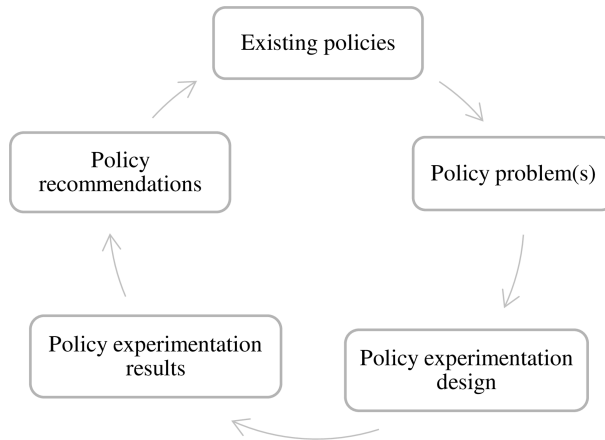 Existing policies
Policy problem(s)
Policy experimentation
design
Policy experimentation
results
Policy
recommendations